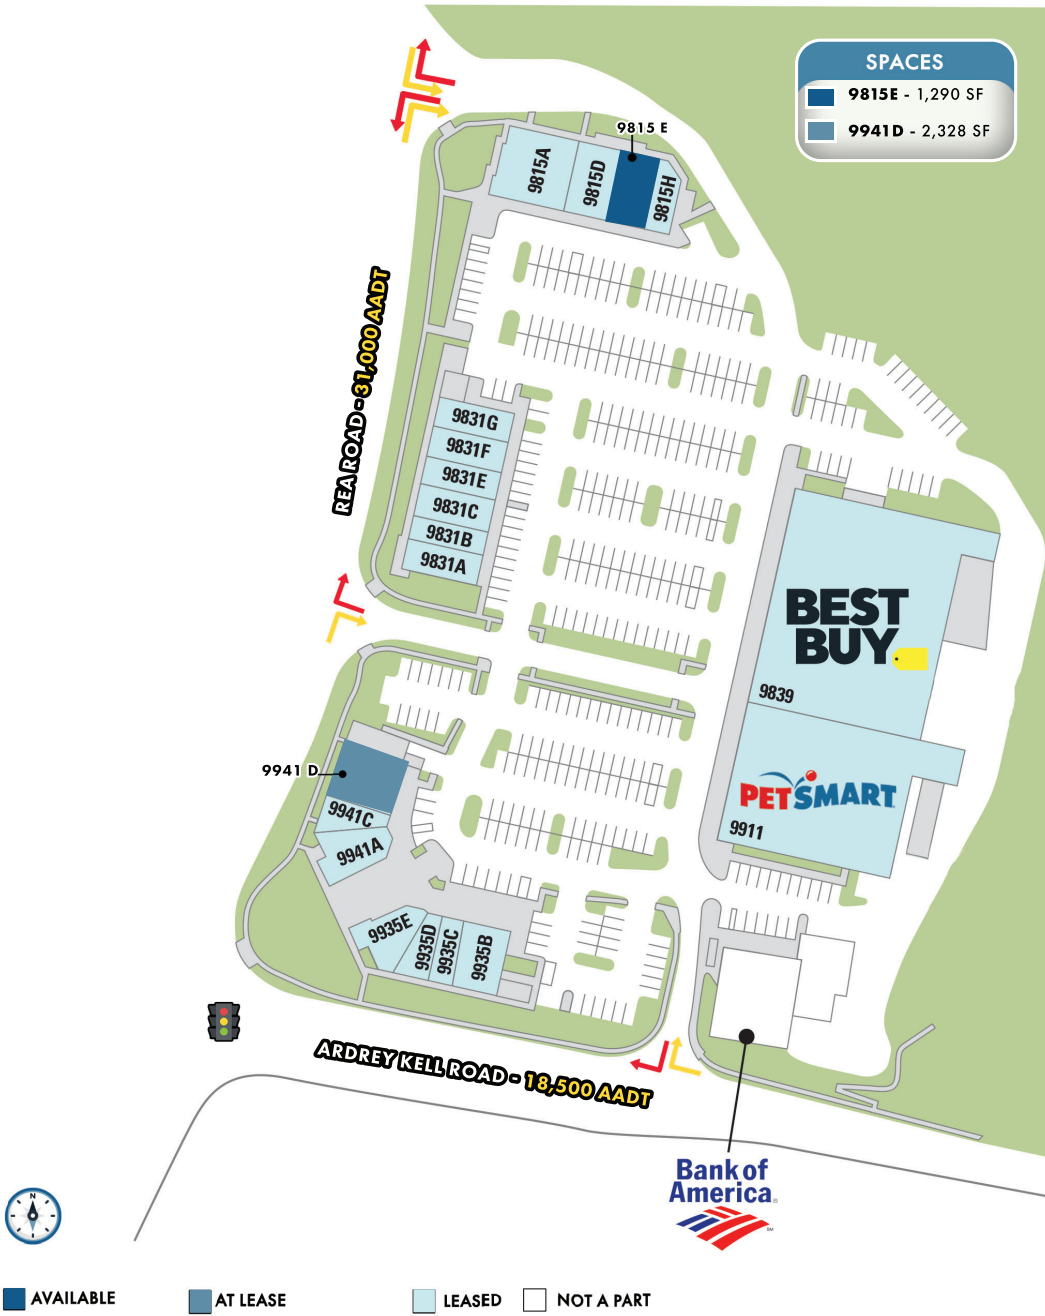 SPACES
9815E - 1,290 SF
9941D - 2,328 SF
9815 E
9815A
9815D
9815H
REA ROAD - 31,000 AADT
9831G
9831F
9831E
9831C
9831B
9831A
BEST
BUY
9839
PETSMART
9911
9941 D
9941C
9941A
9935E
9935D
9935C
9935B
ARDREY KELL ROAD - 18,500 AADT
Bank of
America
N
AVAILABLE
AT LEASE
LEASED
NOT A PART